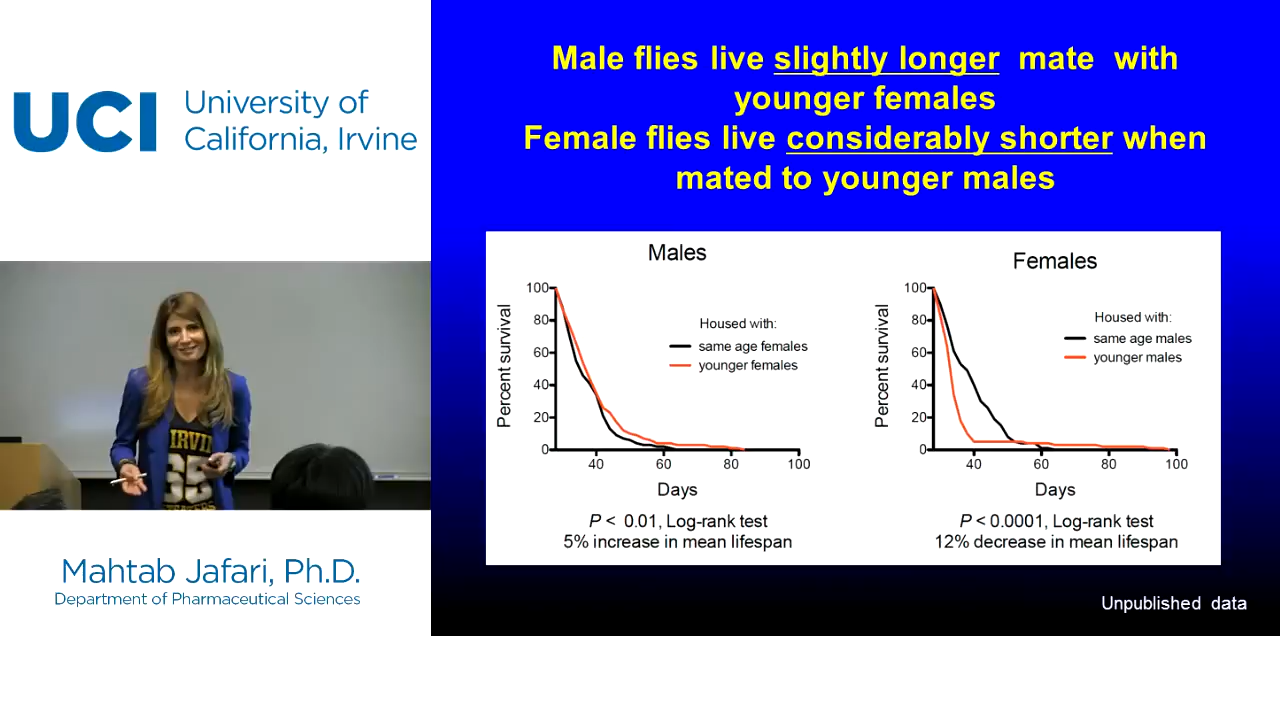 UCI University of
California, Irvine
IRVIN
65
Mahtab Jafari, Ph.D.
Department of Pharmaceutical Sciences
Male flies live slightly longer mate with
younger females
Female flies live considerably shorter when
mated to younger males
Males
Percent survival
100
80
60
40
20
0
Housed with:
same age females
younger females
40 60 80 100
Days
P < 0.01, Log-rank test
5% increase in mean lifespan
Females
Percent survival
100
80
60
40
20
0
Housed with:
same age males
younger males
40 60 80 100
Days
P < 0.0001, Log-rank test
12% decrease in mean lifespan
Unpublished data